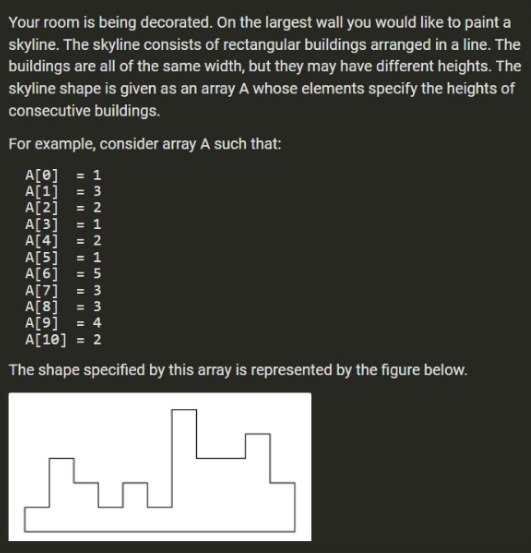 Your room is being decorated. On the largest wall you would like to paint a
skyline. The skyline consists of rectangular buildings arranged in a line. The
buildings are all of the same width, but they may have different heights. The
skyline shape is given as an array A whose elements specify the heights of
consecutive buildings.
For example, consider array A such that:
A[0] = 1
A[1] = 3
A[2] = 2
A[3] = 1
A[4] = 2
A[5] = 1
A[6] = 5
A[7] = 3
A[8] = 3
A[9] = 4
A[10] = 2
The shape specified by this array is represented by the figure below.